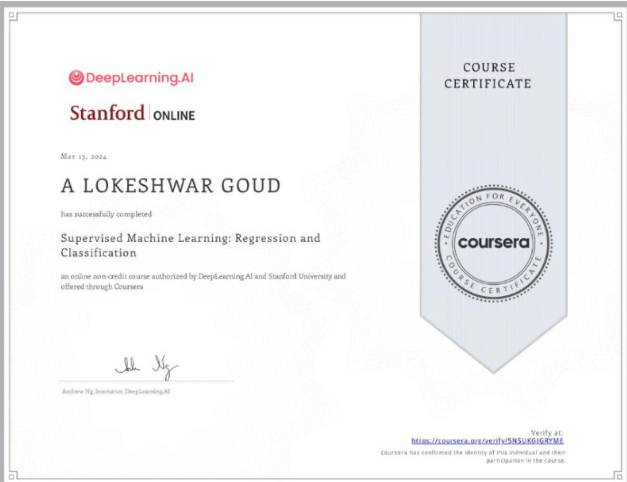 DeepLearning.AI
Stanford ONLINE
Mar 13, 2024
A LOKESHWAR GOUD
has successfully completed
Supervised Machine Learning: Regression and
Classification
an online non-credit course authorized by DeepLearning.AI and Stanford University and
offered through Coursera
Andrew Ng, Instructor, DeepLearning.AI
COURSE
CERTIFICATE
EDUCATION FOR EVERYONE
coursera
COURSE CERTIFICATE
Verify at:
https://coursera.org/verify/5NSUKGJGRYME
Coursera has confirmed the identity of this individual and their
participation in the course.